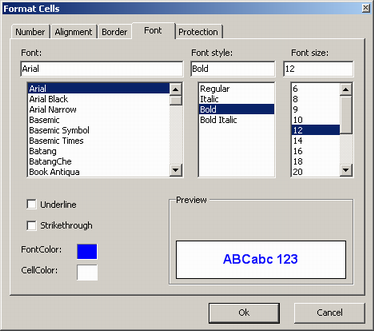 Format Cells
Number Alignment Border Font Protection
Font: Font style: Font size:
Arial Bold 12
Arial Regular 6
Arial Black Italic 8
Arial Narrow Bold 9
Basemic Bold Italic 10
Basemic Symbol 12
Basemic Times 14
Batang 16
BatangChe 18
Book Antiqua 20
Underline Preview
Strikethrough
FontColor: ABCabc 123
CellColor:
Ok Cancel